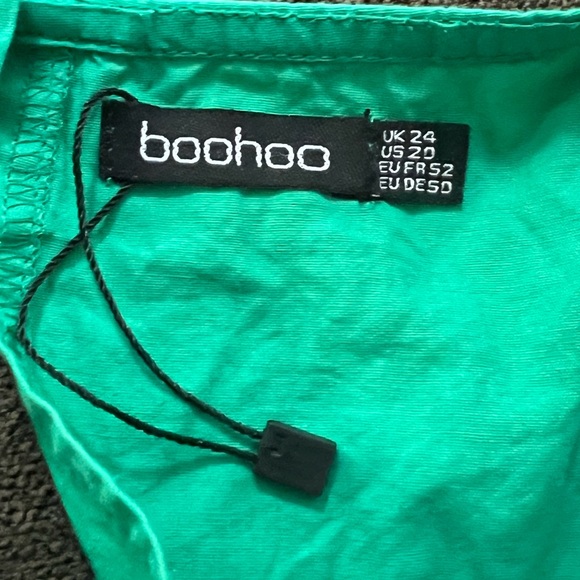 boohoo
UK 24
US 20
EU FR 52
EU DE 50